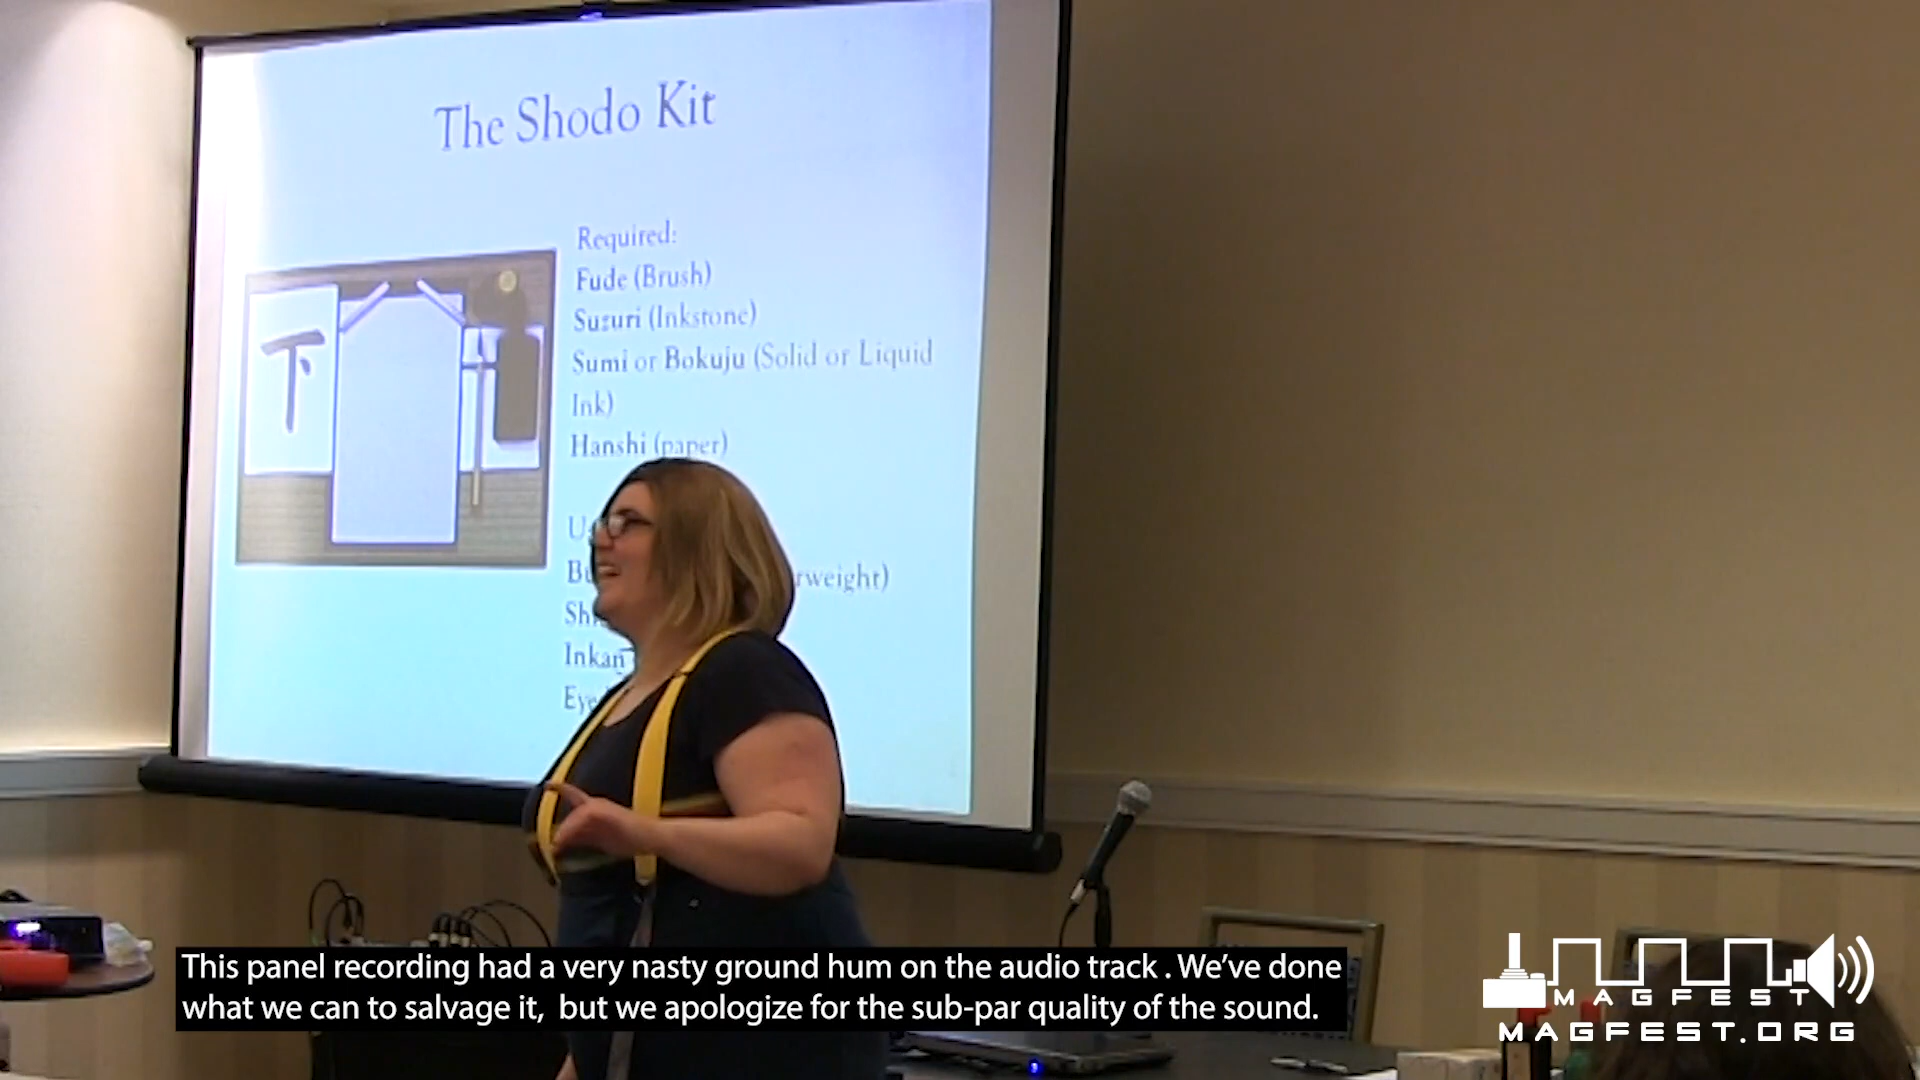 The Shodo Kit
Required:
Fude (Brush)
Suzuri (Inkstone)
Sumi or Bokuju (Solid or Liquid
Ink)
Hanshi (paper)
下
Inkan
This panel recording had a very nasty ground hum on the audio track . We've done
what we can to salvage it, but we apologize for the sub-par quality of the sound.
MAGFEST
MAGFEST.ORG